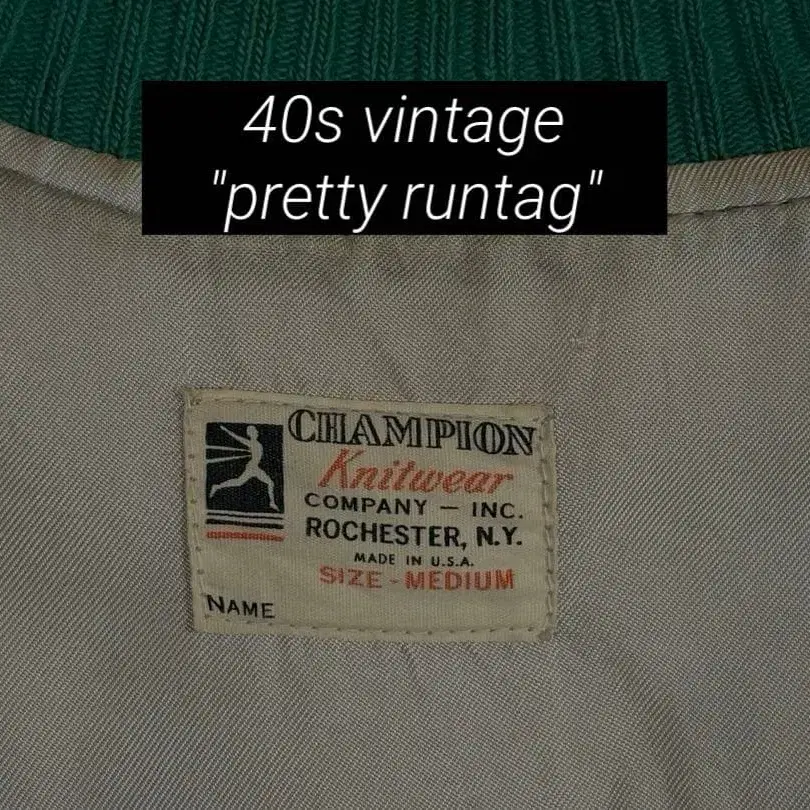 40s vintage
"pretty runtag"
CHAMPION
Knitwear
COMPANY — INC.
ROCHESTER, N.Y.
MADE IN U.S.A.
SIZE - MEDIUM
NAME